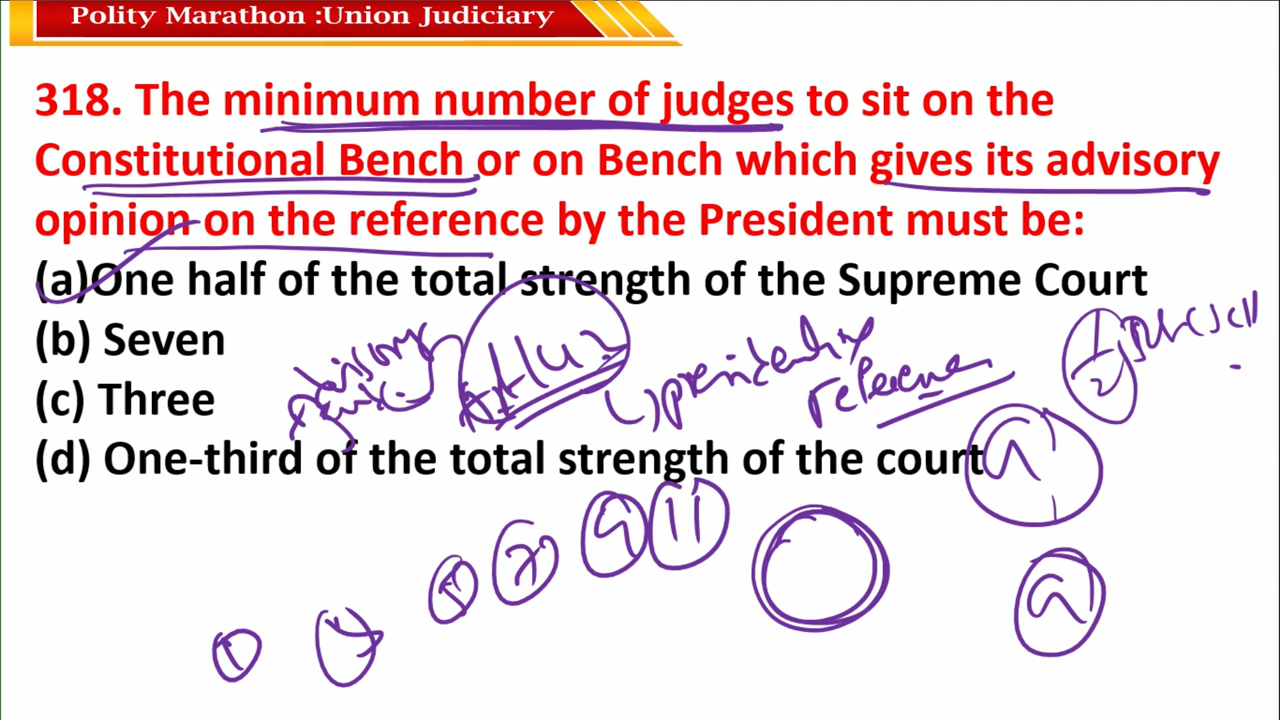 Polity Marathon :Union Judiciary
318. The minimum number of judges to sit on the
Constitutional Bench or on Bench which gives its advisory
opinion on the reference by the President must be:
(a)One half of the total strength of the Supreme Court
(b) Seven
(c) Three
(d) One-third of the total strength of the court
presidential
reference
11